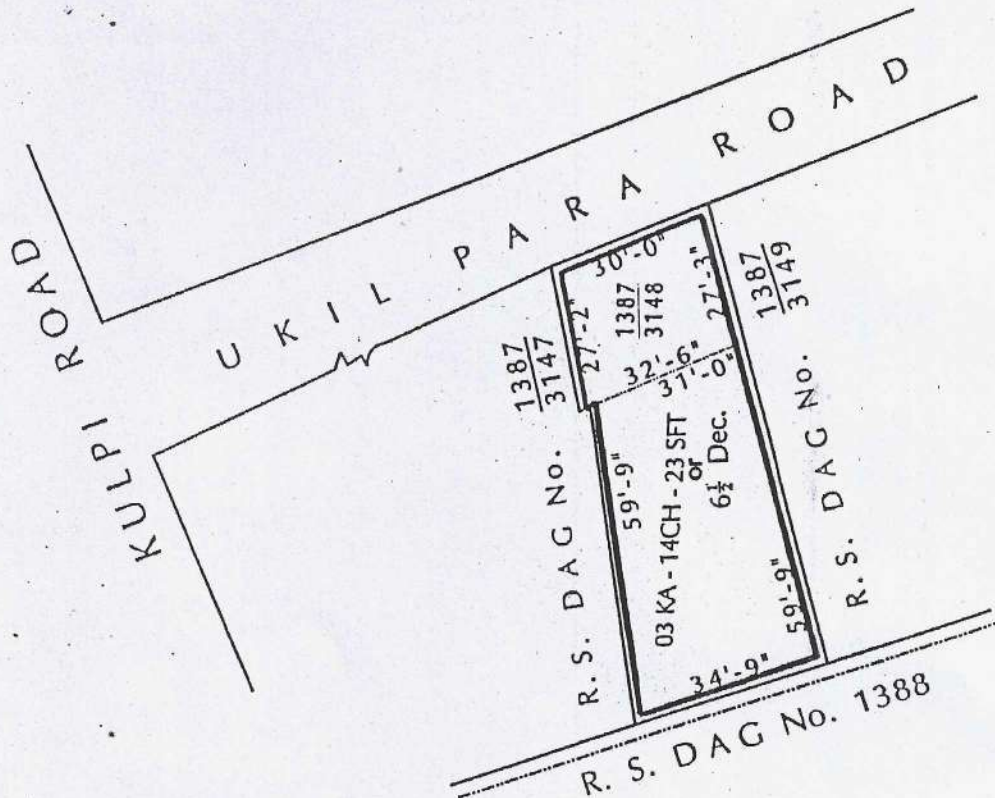 KULPI ROAD
UKIL PARA ROAD
1387
3147
R. S. DAG No.
27'-2"
30'-0"
1387
3148
27'-3"
32'-6"
31'-0"
1387
3149
R. S. DAG No.
59'-9"
03 KA - 14CH - 23 SFT
or
6½ Dec.
59'-9"
34'-9"
R. S. DAG No. 1388